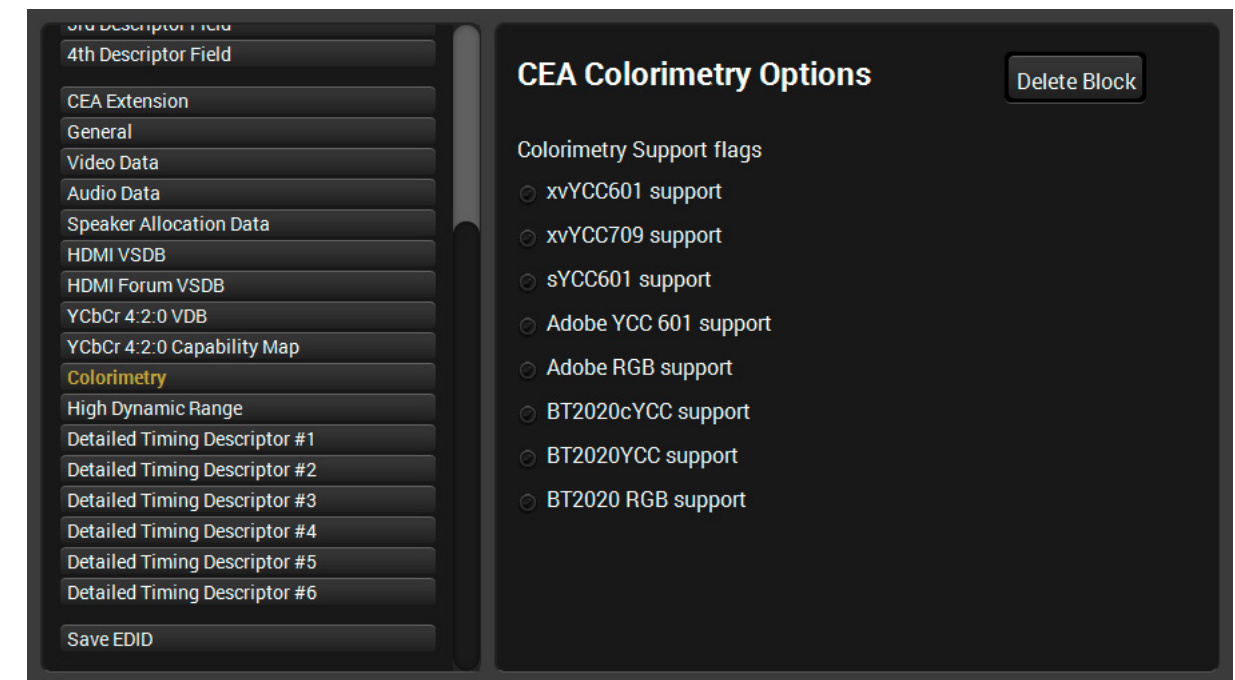 3rd Descriptor Field
4th Descriptor Field
CEA Extension
General
Video Data
Audio Data
Speaker Allocation Data
HDMI VSDB
HDMI Forum VSDB
YCbCr 4:2:0 VDB
YCbCr 4:2:0 Capability Map
Colorimetry
High Dynamic Range
Detailed Timing Descriptor #1
Detailed Timing Descriptor #2
Detailed Timing Descriptor #3
Detailed Timing Descriptor #4
Detailed Timing Descriptor #5
Detailed Timing Descriptor #6
Save EDID
CEA Colorimetry Options
Delete Block
Colorimetry Support flags
xvYCC601 support
xvYCC709 support
sYCC601 support
Adobe YCC 601 support
Adobe RGB support
BT2020cYCC support
BT2020YCC support
BT2020 RGB support